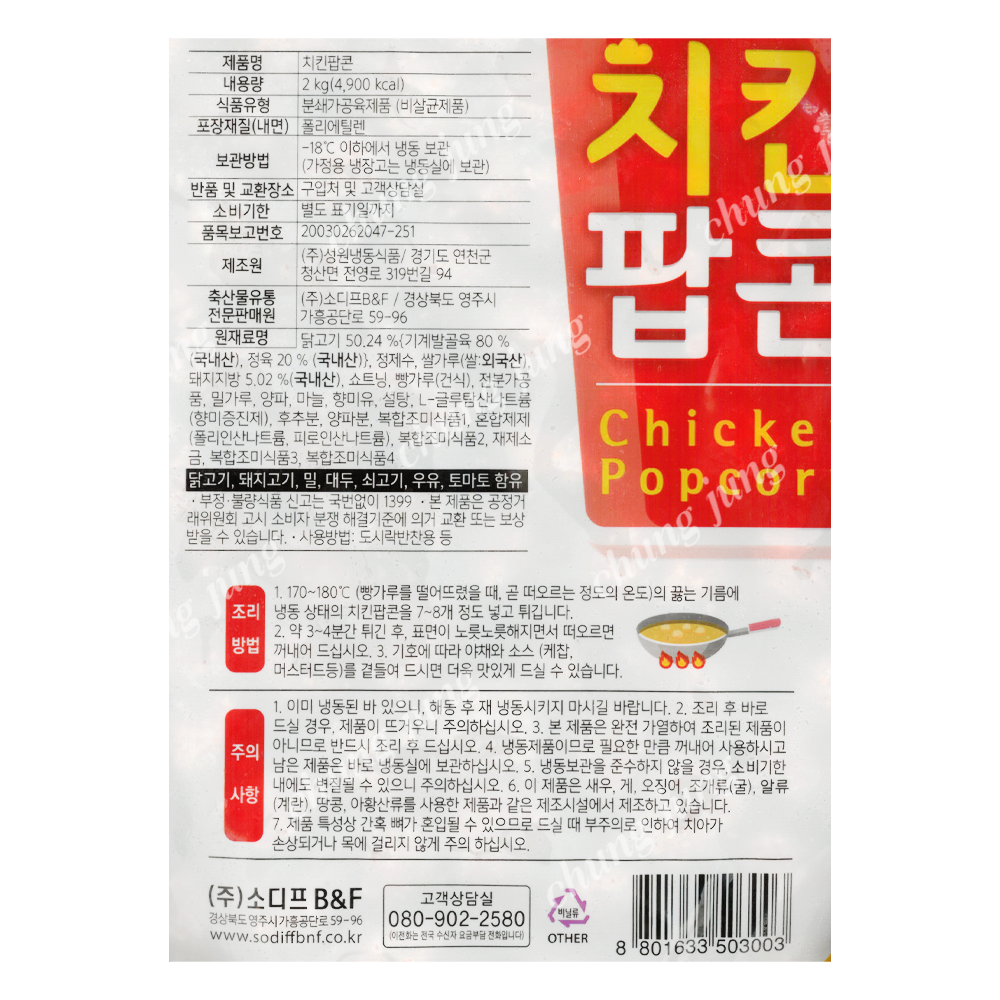 치킨
팝콘
Chicke
Popcor
제품명 치킨팝콘
내용량 2 kg(4,900 kcal)
식품유형 분쇄가공육제품 (비살균제품)
포장재질(내면) 폴리에틸렌
보관방법 -18℃ 이하에서 냉동 보관
(가정용 냉장고는 냉동실에 보관)
반품 및 교환장소 구입처 및 고객상담실
소비기한 별도 표기일까지
품목보고번호 20030262047-251
제조원 (주)성원냉동식품/ 경기도 연천군
청산면 전영로 319번길 94
축산물유통
전문판매원 (주)소디프B&F / 경상북도 영주시
가흥공단로 59-96
원재료명 닭고기 50.24 %{기계발골육 80 %
(국내산), 정육 20 % (국내산)}, 정제수, 쌀가루(쌀:외국산),
돼지지방 5.02 %(국내산), 쇼트닝, 빵가루(건식), 전분가공
품, 밀가루, 양파, 마늘, 향미유, 설탕, L-글루탐산나트륨
(향미증진제), 후추분, 양파분, 복합조미식품1, 혼합제제
(폴리인산나트륨, 피로인산나트륨), 복합조미식품2, 재제소
금, 복합조미식품3, 복합조미식품4
닭고기, 돼지고기, 밀, 대두, 쇠고기, 우유, 토마토 함유
· 부정·불량식품 신고는 국번없이 1399 · 본 제품은 공정거
래위원회 고시 소비자 분쟁 해결기준에 의거 교환 또는 보상
받을 수 있습니다. · 사용방법: 도시락반찬용 등
조리
방법
1. 170~180℃ (빵가루를 떨어뜨렸을 때, 곧 떠오르는 정도의 온도)의 끓는 기름에
냉동 상태의 치킨팝콘을 7~8개 정도 넣고 튀깁니다.
2. 약 3~4분간 튀긴 후, 표면이 노릇노릇해지면서 떠오르면
꺼내어 드십시오. 3. 기호에 따라 야채와 소스 (케찹,
머스터드등)를 곁들여 드시면 더욱 맛있게 드실 수 있습니다.
주의
사항
1. 이미 냉동된 바 있으니, 해동 후 재 냉동시키지 마시길 바랍니다. 2. 조리 후 바로
드실 경우, 제품이 뜨거우니 주의하십시오. 3. 본 제품은 완전 가열하여 조리된 제품이
아니므로 반드시 조리 후 드십시오. 4. 냉동제품이므로 필요한 만큼 꺼내어 사용하시고
남은 제품은 바로 냉동실에 보관하십시오. 5. 냉동보관을 준수하지 않을 경우, 소비기한
내에도 변질될 수 있으니 주의하십시오. 6. 이 제품은 새우, 게, 오징어, 조개류(굴), 알류
(계란), 땅콩, 아황산류를 사용한 제품과 같은 제조시설에서 제조하고 있습니다.
7. 제품 특성상 간혹 뼈가 혼입될 수 있으므로 드실 때 부주의로 인하여 치아가
손상되거나 목에 걸리지 않게 주의 하십시오.
(주)소디프 B&F
경상북도 영주시 가흥공단로 59-96
www.sodiffbnf.co.kr
고객상담실
080-902-2580
(이전화는 전국 수신자 요금부담 전화입니다)
비닐류
OTHER
8 801633 503003
chung jung
chung jung
chung jung
chung jung